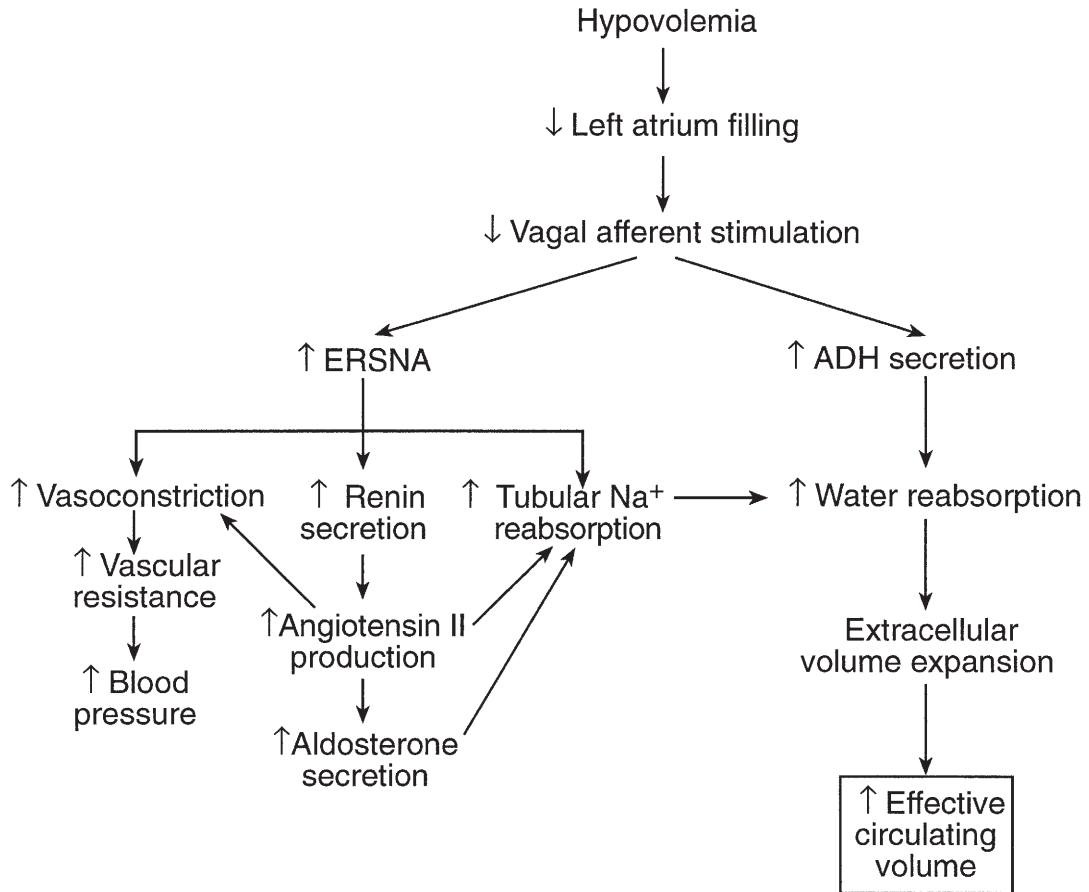 Hypovolemia
↓ Left atrium filling
↓ Vagal afferent stimulation
↑ ERSNA
↑ ADH secretion
↑ Vasoconstriction
↑ Renin
secretion
↑ Tubular Na⁺
reabsorption
↑ Water reabsorption
↑ Vascular
resistance
↑Angiotensin II
production
Extracellular
volume expansion
↑ Blood
pressure
↑Aldosterone
secretion
↑ Effective
circulating
volume